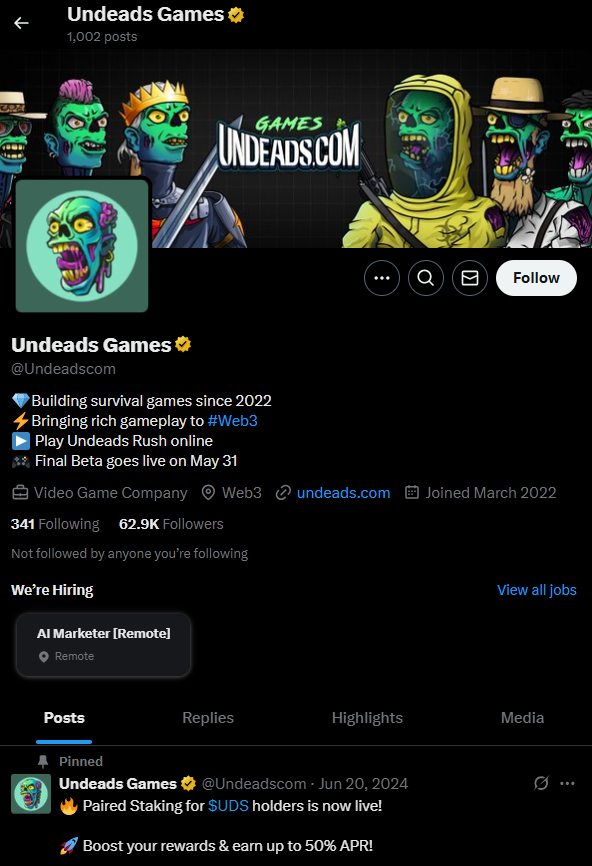 Undeads Games
1,002 posts
GAMES
UNDEADS.COM
Follow
Undeads Games
@Undeadscom
💎Building survival games since 2022
⚡Bringing rich gameplay to #Web3
▶️ Play Undeads Rush online
🎮 Final Beta goes live on May 31
Video Game Company Web3 undeads.com Joined March 2022
341 Following 62.9K Followers
Not followed by anyone you're following
We're Hiring View all jobs
AI Marketer [Remote]
Remote
Posts Replies Highlights Media
Pinned
Undeads Games @Undeadscom · Jun 20, 2024
🔥 Paired Staking for $UDS holders is now live!
🚀 Boost your rewards & earn up to 50% APR!